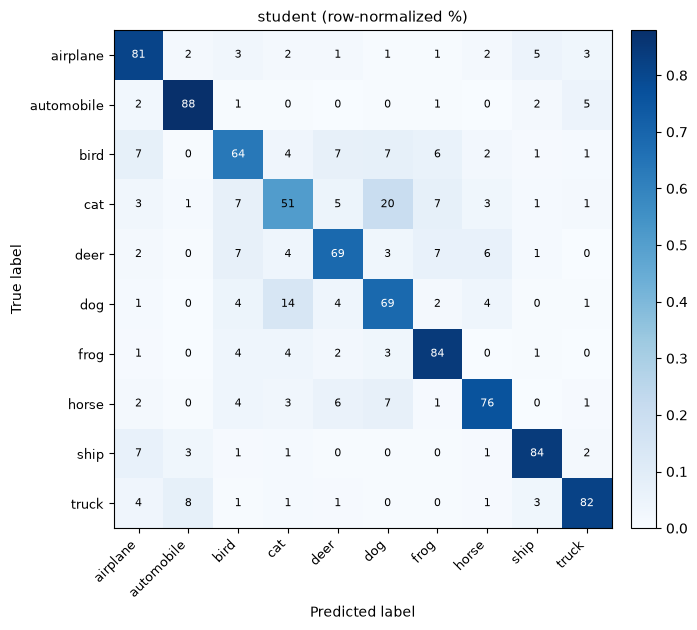 student (row-normalized %)
airplane 81 2 3 2 1 1 1 2 5 3
automobile 2 88 1 0 0 0 1 0 2 5
bird 7 0 64 4 7 7 6 2 1 1
cat 3 1 7 51 5 20 7 3 1 1
deer 2 0 7 4 69 3 7 6 1 0
dog 1 0 4 14 4 69 2 4 0 1
frog 1 0 4 4 2 3 84 0 1 0
horse 2 0 4 3 6 7 1 76 0 1
ship 7 3 1 1 0 0 0 1 84 2
truck 4 8 1 1 1 0 0 1 3 82
airplane automobile bird cat deer dog frog horse ship truck
Predicted label
True label
0.8
0.7
0.6
0.5
0.4
0.3
0.2
0.1
0.0